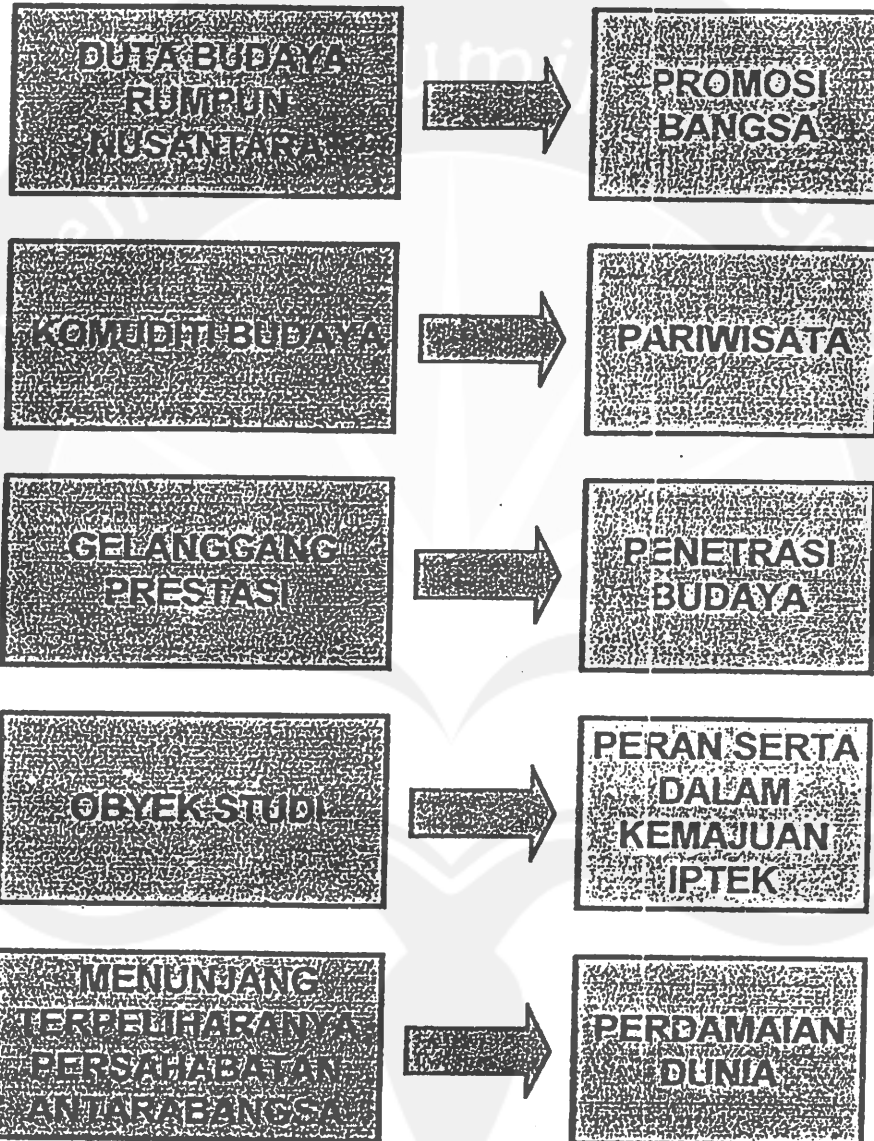 DUTA BUDAYA
RUMPUN
NUSANTARA
PROMOSI
BANGSA
KOMUDITI BUDAYA
PARIWISATA
GELANGGANG
PRESTASI
PENETRASI
BUDAYA
OBYEK STUDI
PERAN SERTA
DALAM
KEMAJUAN
IPTEK
MENUNJANG
TERPELIHARANYA
PERSAHABATAN
ANTARABANGSA
PERDAMAIAN
DUNIA